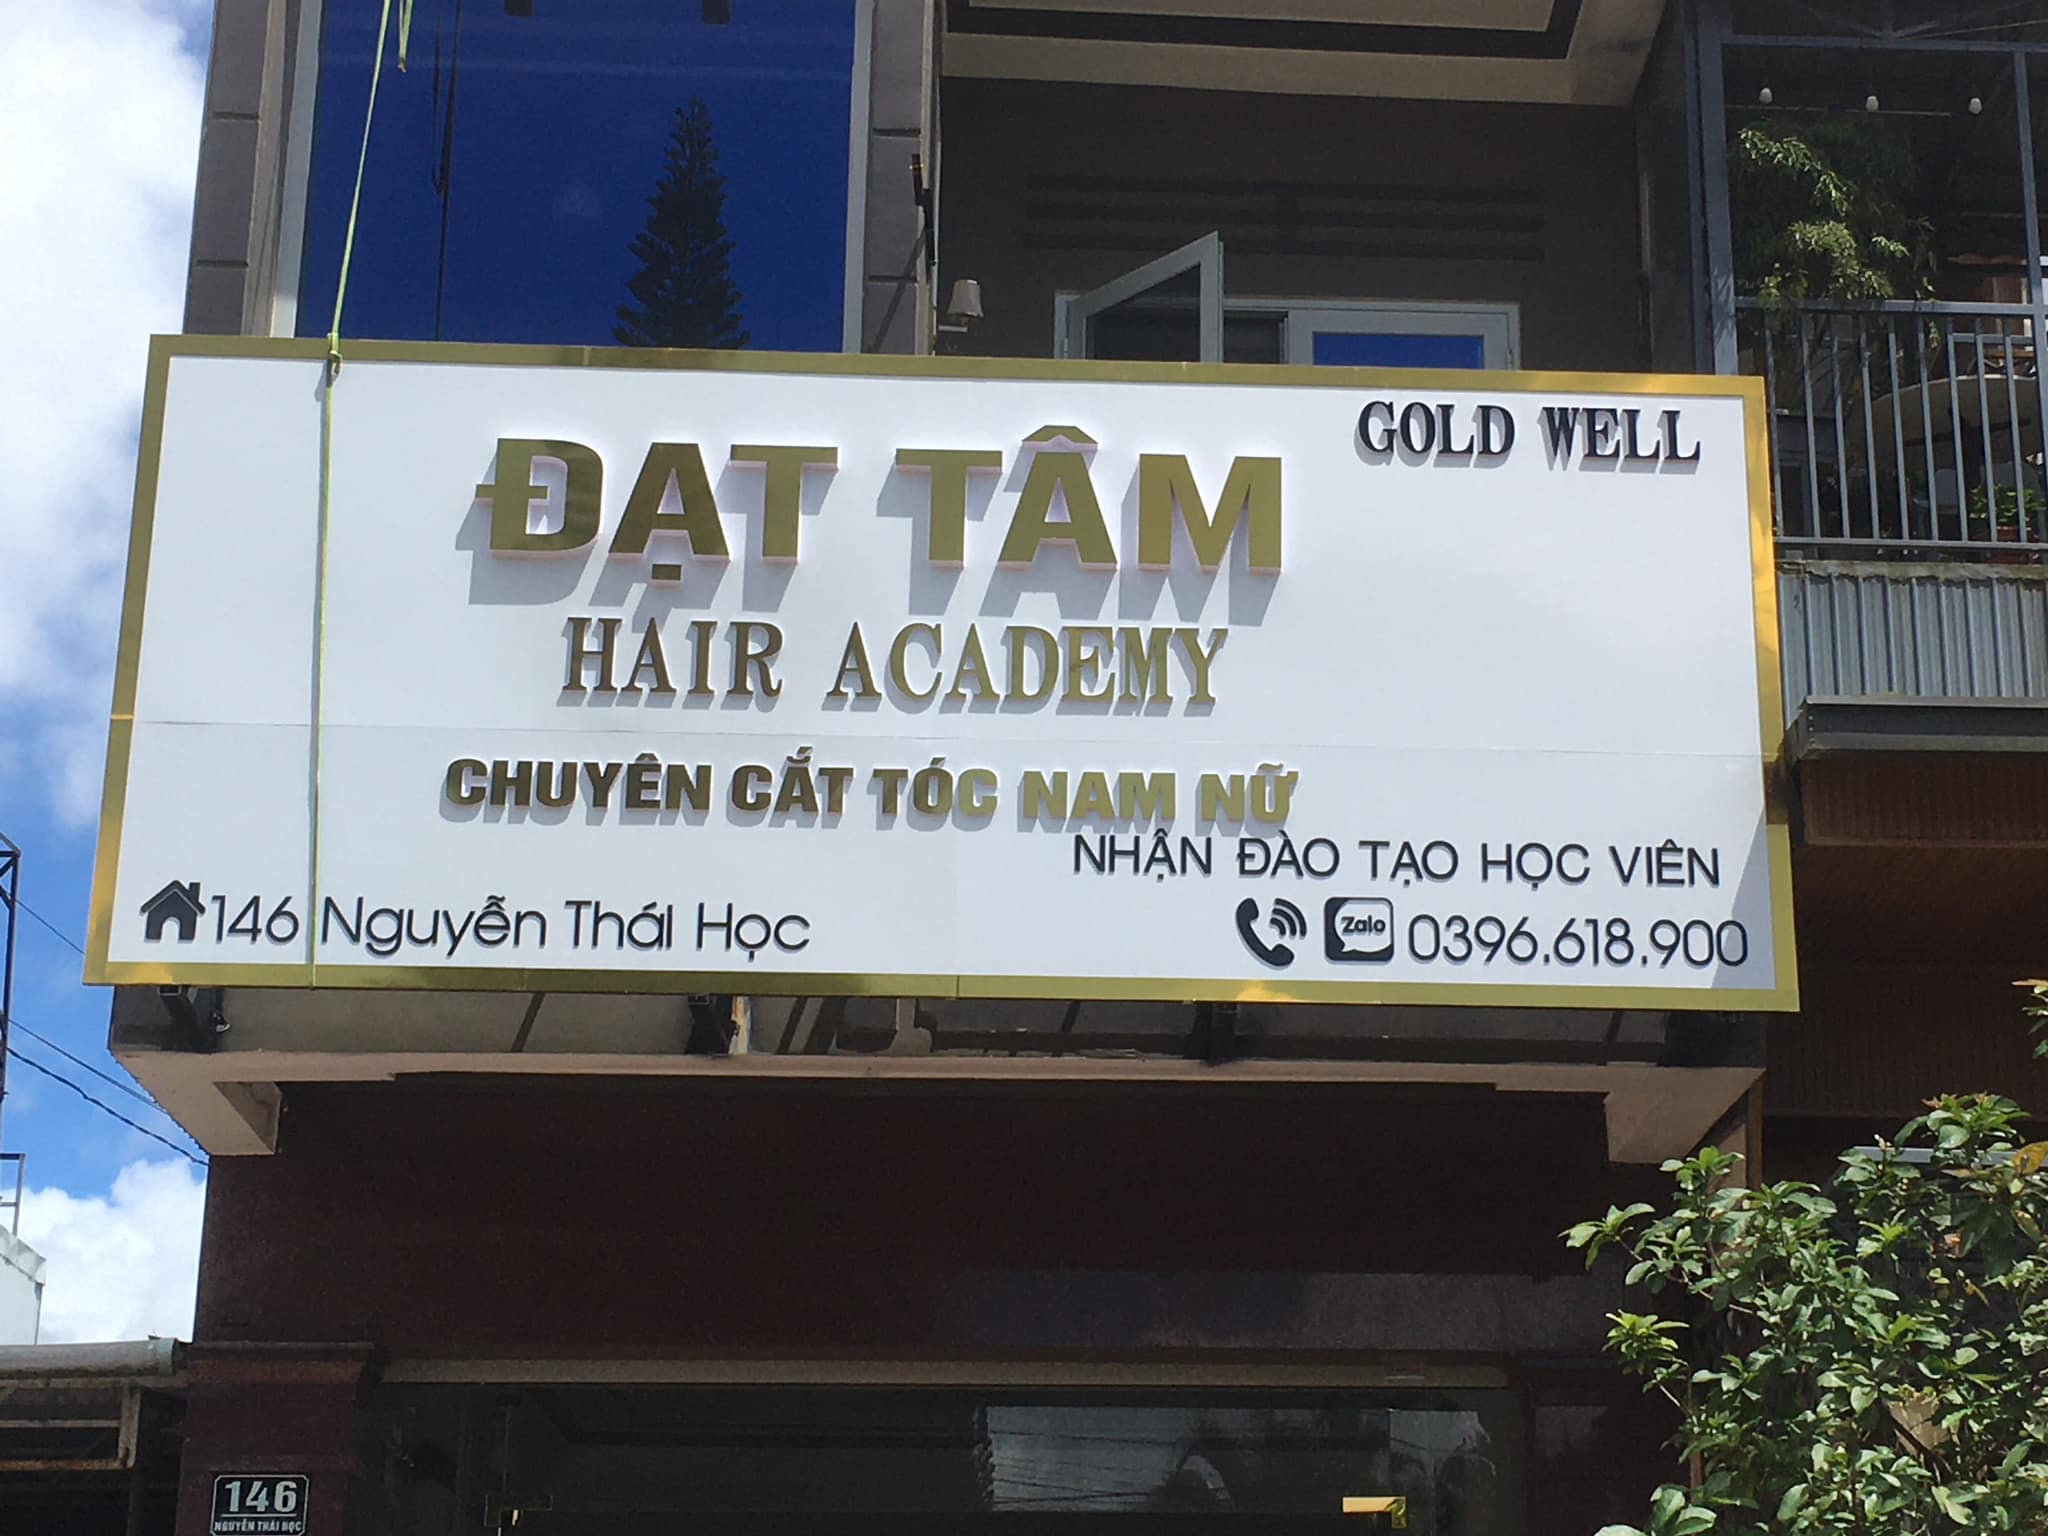 GOLD WELL
ĐẠT TÂM
HAIR ACADEMY
CHUYÊN CẮT TÓC NAM NỮ
NHẬN ĐÀO TẠO HỌC VIÊN
146 Nguyễn Thái Học
Zalo 0396.618.900
146
NGUYỄN THÁI HỌC